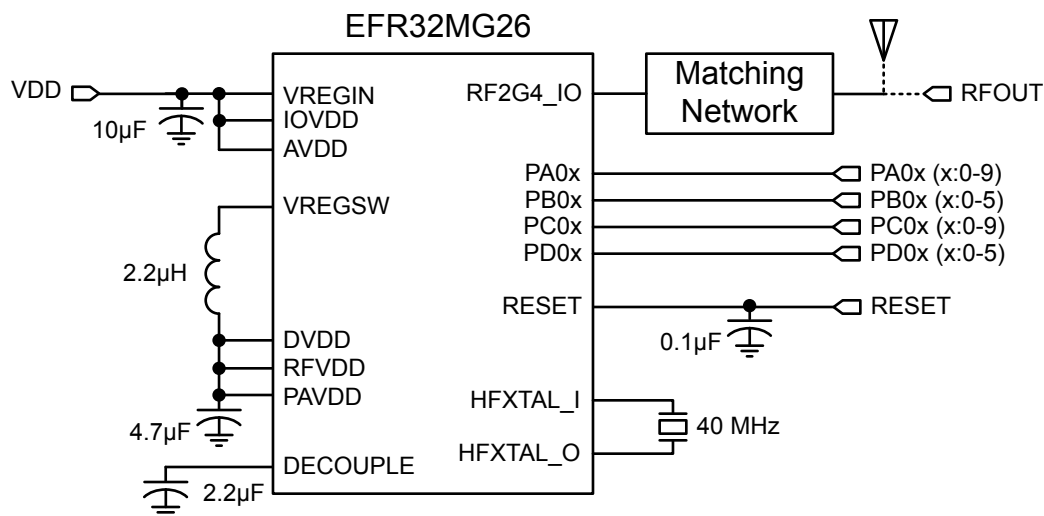 EFR32MG26
VDD
10µF
VREGIN
IOVDD
AVDD
VREGSW
2.2µH
DVDD
RFVDD
PAVDD
4.7µF
DECOUPLE
2.2µF
RF2G4_IO
Matching
Network
RFOUT
PA0x
PA0x (x:0-9)
PB0x
PB0x (x:0-5)
PC0x
PC0x (x:0-9)
PD0x
PD0x (x:0-5)
RESET
RESET
0.1µF
HFXTAL_I
40 MHz
HFXTAL_O